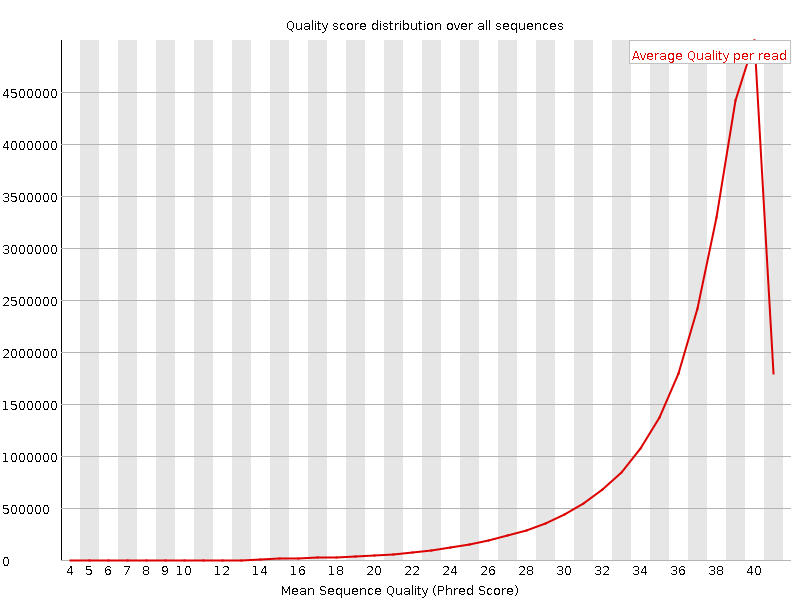 Quality score distribution over all sequences
Average Quality per read
4500000
4000000
3500000
3000000
2500000
2000000
1500000
1000000
500000
0
4 5 6 7 8 9 10 12 14 16 18 20 22 24 26 28 30 32 34 36 38 40
Mean Sequence Quality (Phred Score)